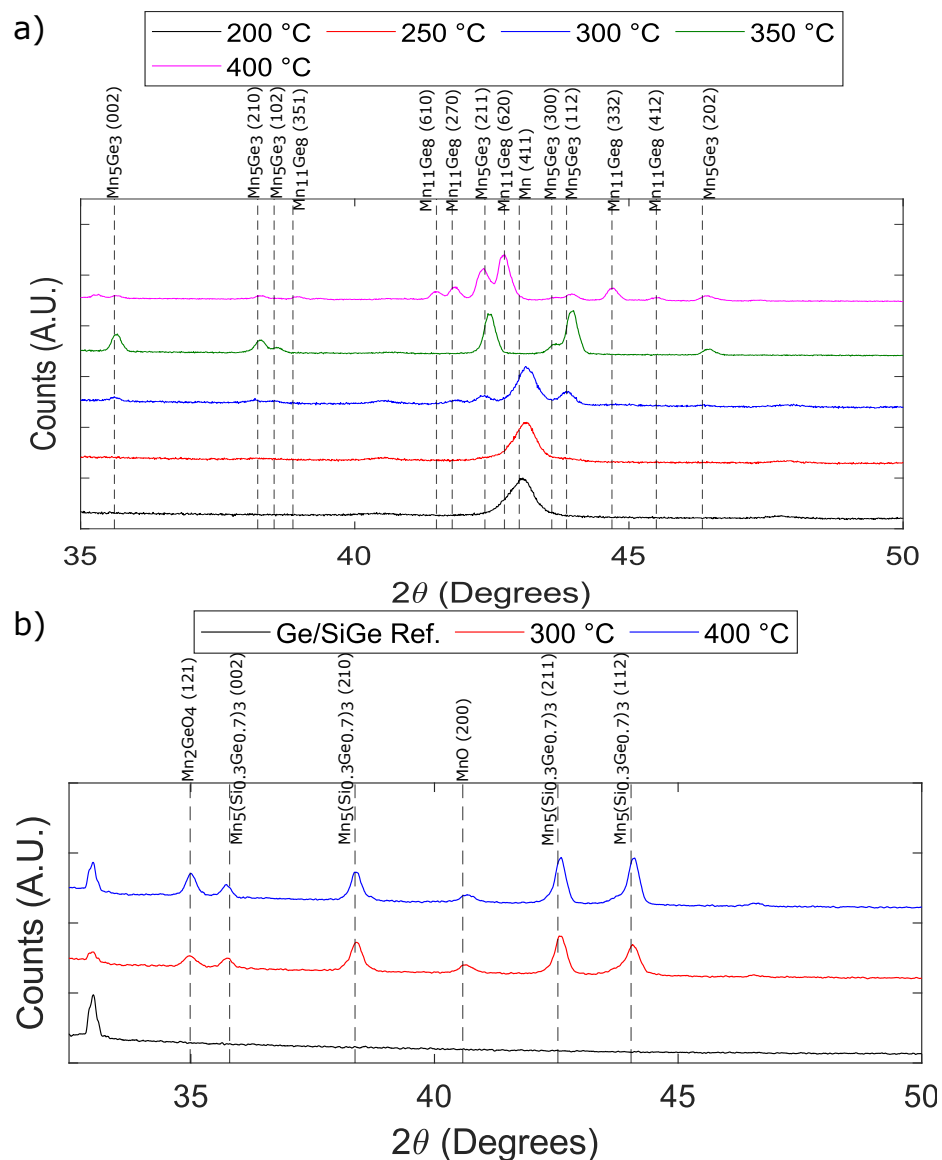 a)
200 °C 250 °C 300 °C 350 °C
400 °C
Mn5Ge3 (002)
Mn5Ge3 (210)
Mn5Ge3 (102)
Mn11Ge8 (351)
Mn11Ge8 (610)
Mn11Ge8 (270)
Mn5Ge3 (211)
Mn11Ge8 (620)
Mn (411)
Mn5Ge3 (300)
Mn5Ge3 (112)
Mn11Ge8 (332)
Mn11Ge8 (412)
Mn5Ge3 (202)
Counts (A.U.)
35 40 45 50
2θ (Degrees)
b)
Ge/SiGe Ref. 300 °C 400 °C
Mn2GeO4 (121)
Mn5(Si0.3Ge0.7)3 (002)
Mn5(Si0.3Ge0.7)3 (210)
MnO (200)
Mn5(Si0.3Ge0.7)3 (211)
Mn5(Si0.3Ge0.7)3 (112)
Counts (A.U.)
35 40 45 50
2θ (Degrees)